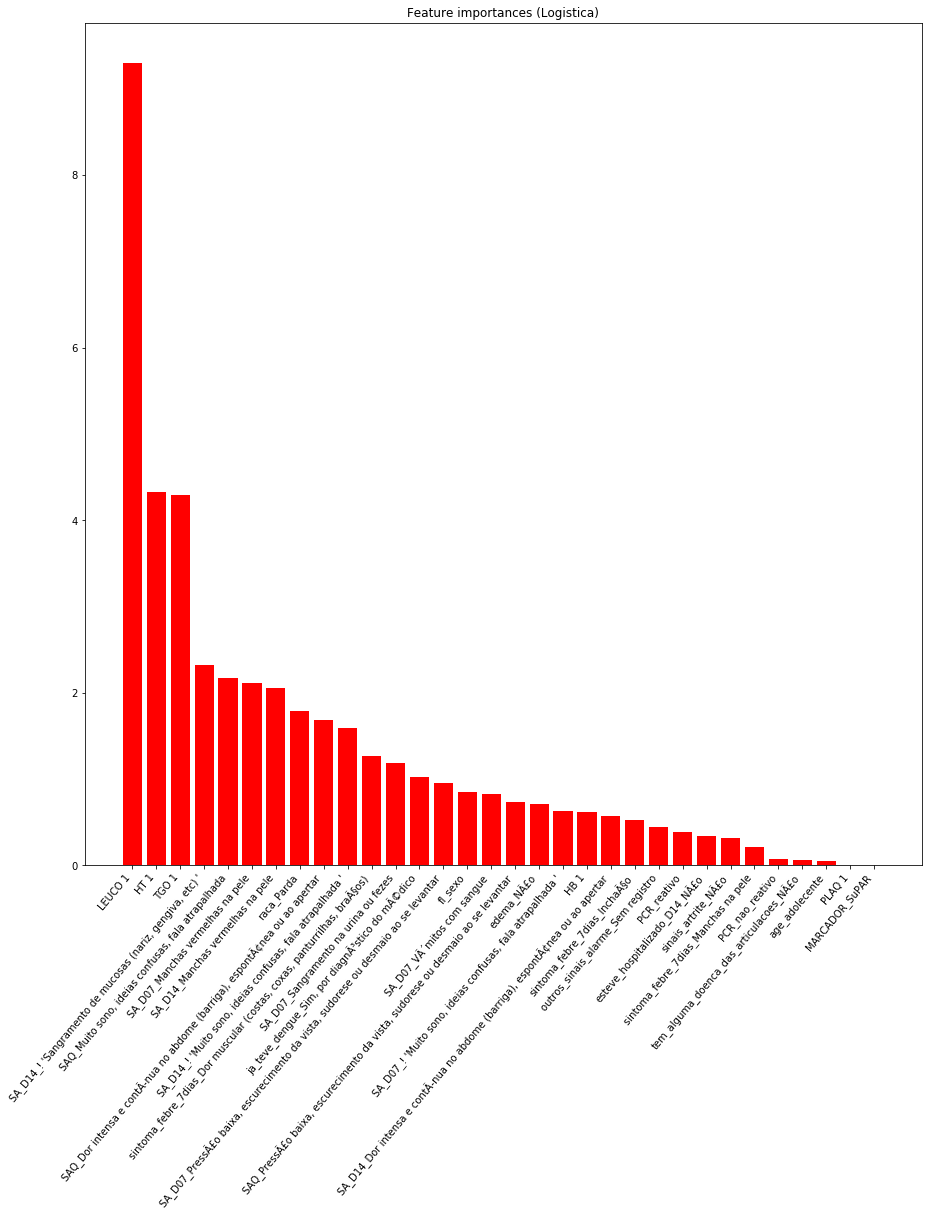 Feature importances (Logistica)
8
6
4
2
0
LEUCO 1
HT 1
TGO 1
SA_D14_! 'Sangramento de mucosas (nariz, gengiva, etc) '
SAQ_Muito sono, ideias confusas, fala atrapalhada
SA_D07_Manchas vermelhas na pele
SA_D14_Manchas vermelhas na pele
raca_Parda
SAQ_Dor intensa e contÃ­nua no abdome (barriga), espontÃ¢nea ou ao apertar
SA_D14_! 'Muito sono, ideias confusas, fala atrapalhada '
sintoma_febre_7dias_Dor muscular (costas, coxas, panturrilhas, braÃ§os)
SA_D07_Sangramento na urina ou fezes
ja_teve_dengue_Sim, por diagnÃ³stico do mÃ©dico
SA_D07_PressÃ£o baixa, escurecimento da vista, sudorese ou desmaio ao se levantar
fl_sexo
SA_D07_VÃ´mitos com sangue
SAQ_PressÃ£o baixa, escurecimento da vista, sudorese ou desmaio ao se levantar
edema_NÃ£o
SA_D07_! 'Muito sono, ideias confusas, fala atrapalhada '
HB 1
SA_D14_Dor intensa e contÃ­nua no abdome (barriga), espontÃ¢nea ou ao apertar
sintoma_febre_7dias_InchaÃ§o
outros_sinais_alarme_Sem registro
PCR_reativo
esteve_hospitalizado_D14_NÃ£o
sinais_artrite_NÃ£o
sintoma_febre_7dias_Manchas na pele
PCR_nao_reativo
tem_alguma_doenca_das_articulacoes_NÃ£o
age_adolecente
PLAQ 1
MARCADOR_SuPAR